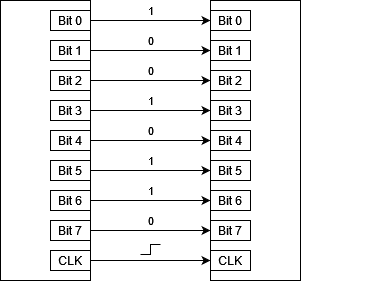 Bit 0 1 Bit 0
Bit 1 0 Bit 1
Bit 2 0 Bit 2
Bit 3 1 Bit 3
Bit 4 0 Bit 4
Bit 5 1 Bit 5
Bit 6 1 Bit 6
Bit 7 0 Bit 7
CLK CLK